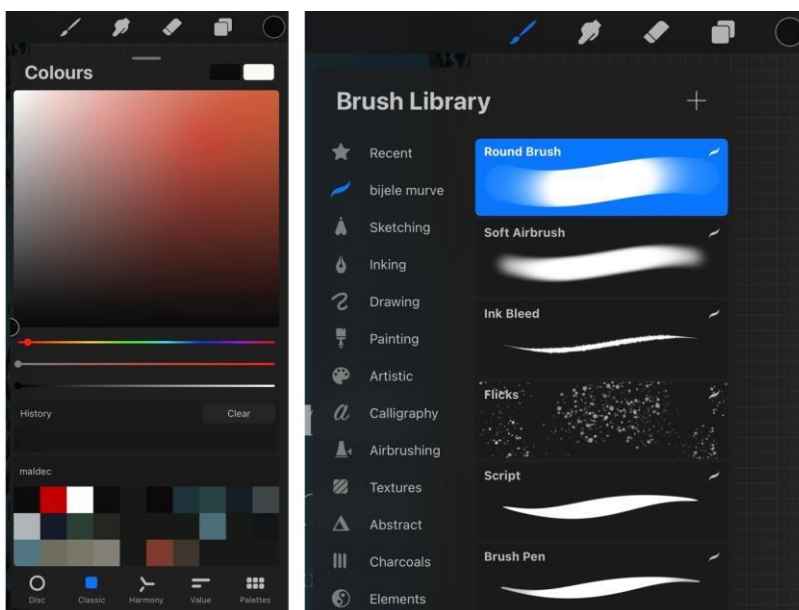 Colours
History
Clear
maldec
Disc
Classic
Harmony
Value
Palettes
Brush Library
Recent
bijele murve
Sketching
Inking
Drawing
Painting
Artistic
Calligraphy
Airbrushing
Textures
Abstract
Charcoals
Elements
Round Brush
Soft Airbrush
Ink Bleed
Flicks
Script
Brush Pen